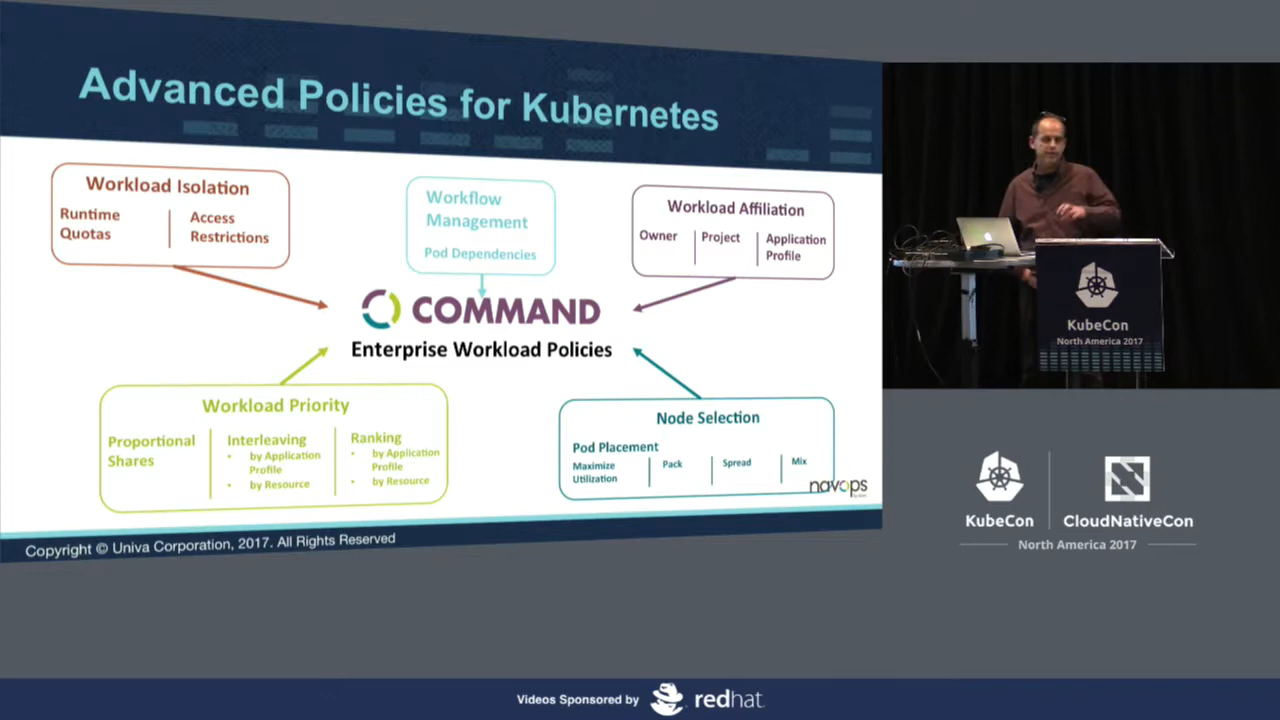 Advanced Policies for Kubernetes
Workload Isolation
Runtime
Quotas
Access
Restrictions
Workflow
Management
Pod Dependencies
Workload Affiliation
Owner
Project
Application
Profile
COMMAND
Enterprise Workload Policies
Workload Priority
Proportional
Shares
Interleaving
• by Application
Profile
• by Resource
Ranking
• by Application
Profile
• by Resource
Node Selection
Pod Placement
Maximize
Utilization
Pack
Spread
Mix
navops
Copyright © Univa Corporation, 2017. All Rights Reserved
KubeCon
North America 2017
KubeCon
CloudNativeCon
North America 2017
Videos Sponsored by
redhat